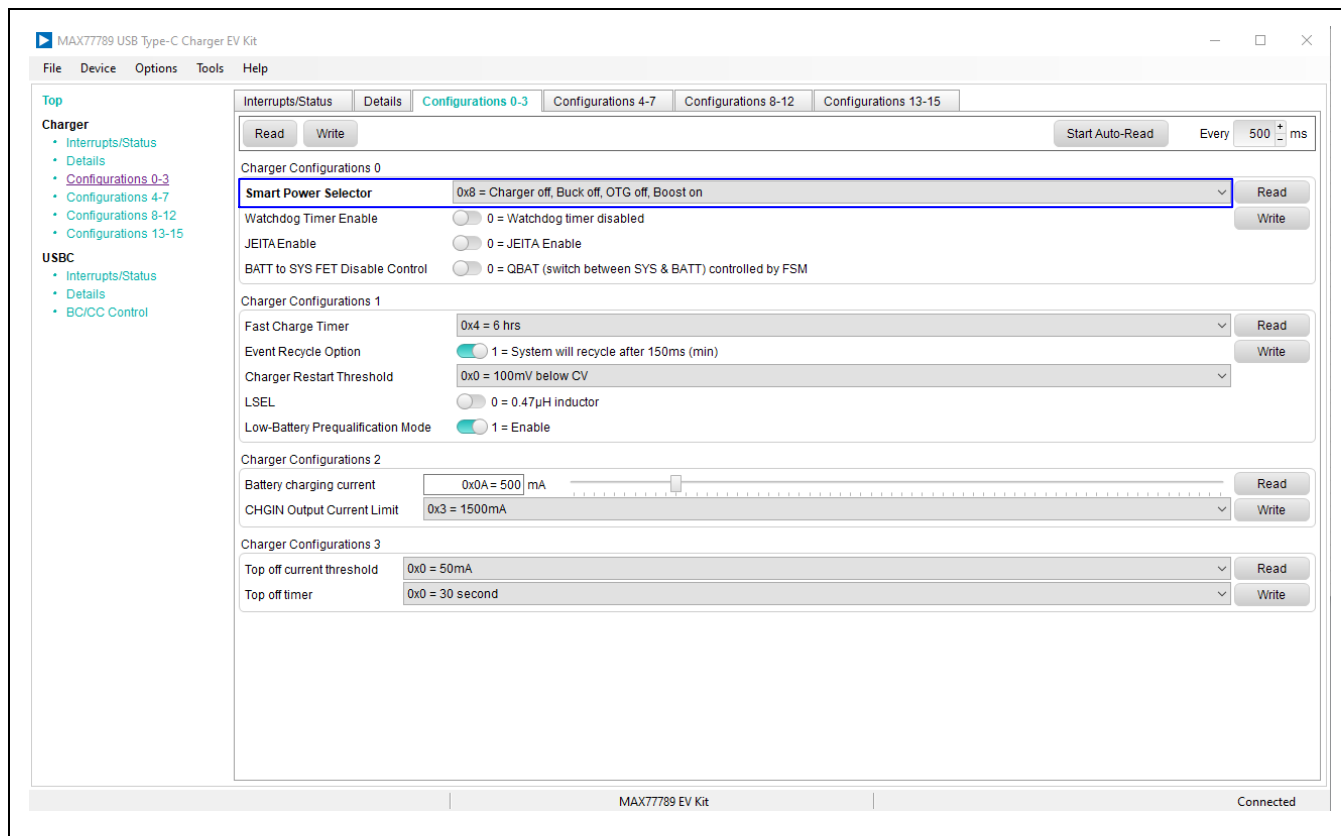 MAX77789 USB Type-C Charger EV Kit
File Device Options Tools Help
Top
Charger
• Interrupts/Status
• Details
• Configurations 0-3
• Configurations 4-7
• Configurations 8-12
• Configurations 13-15
USBC
• Interrupts/Status
• Details
• BC/CC Control
Interrupts/Status Details Configurations 0-3 Configurations 4-7 Configurations 8-12 Configurations 13-15
Read Write Start Auto-Read Every 500 + - ms
Charger Configurations 0
Smart Power Selector 0x8 = Charger off, Buck off, OTG off, Boost on Read
Watchdog Timer Enable 0 = Watchdog timer disabled Write
JEITA Enable 0 = JEITA Enable
BATT to SYS FET Disable Control 0 = QBAT (switch between SYS & BATT) controlled by FSM
Charger Configurations 1
Fast Charge Timer 0x4 = 6 hrs Read
Event Recycle Option 1 = System will recycle after 150ms (min) Write
Charger Restart Threshold 0x0 = 100mV below CV
LSEL 0 = 0.47µH inductor
Low-Battery Prequalification Mode 1 = Enable
Charger Configurations 2
Battery charging current 0x0A = 500 mA Read
CHGIN Output Current Limit 0x3 = 1500mA Write
Charger Configurations 3
Top off current threshold 0x0 = 50mA Read
Top off timer 0x0 = 30 second Write
MAX77789 EV Kit Connected